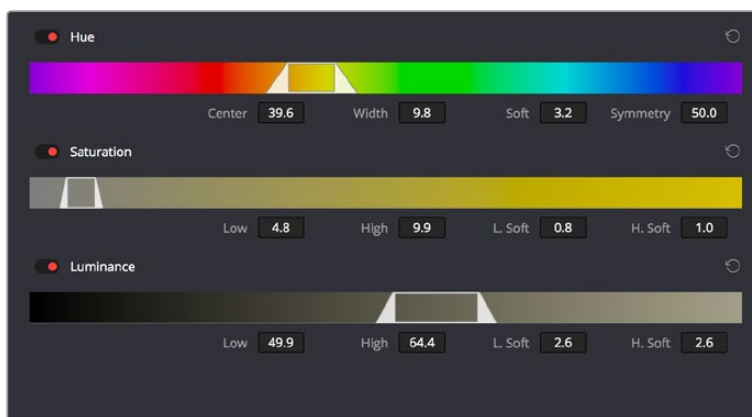 Hue
Center 39.6 Width 9.8 Soft 3.2 Symmetry 50.0
Saturation
Low 4.8 High 9.9 L. Soft 0.8 H. Soft 1.0
Luminance
Low 49.9 High 64.4 L. Soft 2.6 H. Soft 2.6